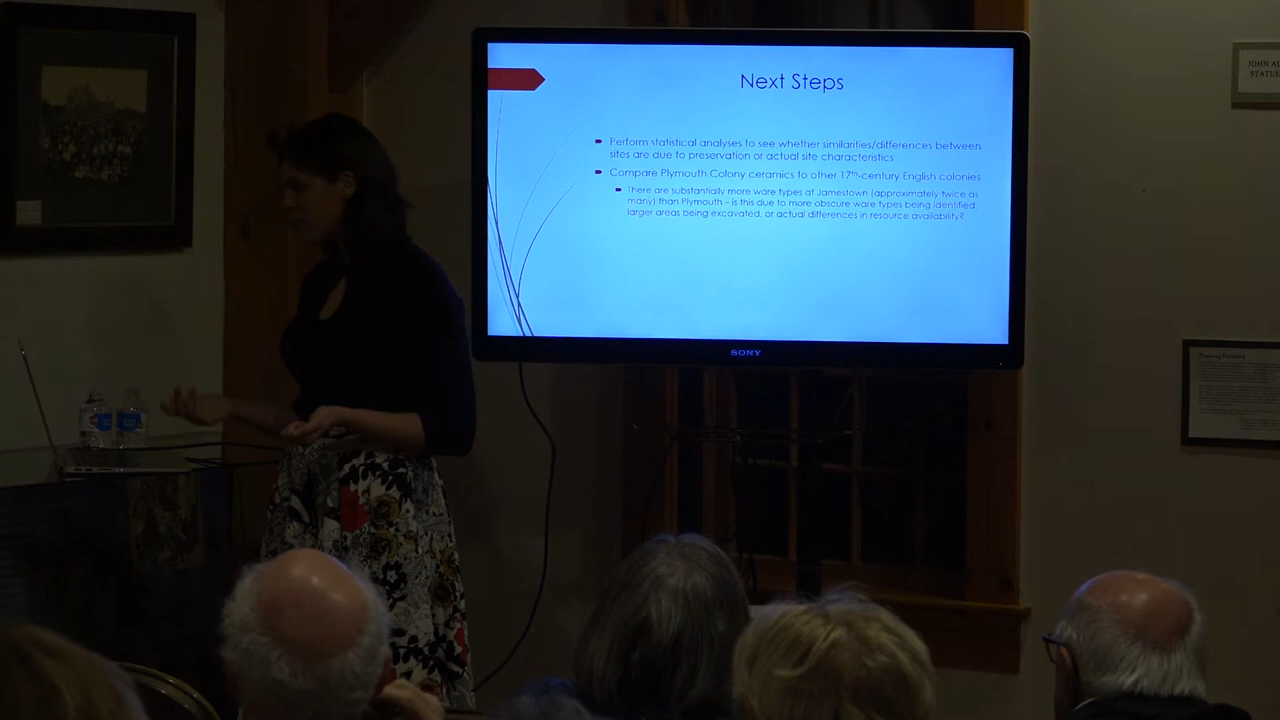 Next Steps
Perform statistical analyses to see whether similarities/differences between
sites are due to preservation or actual site characteristics
Compare Plymouth Colony ceramics to other 17th-century English colonies
There are substantially more ware types at Jamestown (approximately twice as
many) than Plymouth – is this due to more obscure ware types being identified,
larger areas being excavated, or actual differences in resource availability?
SONY
JOHN